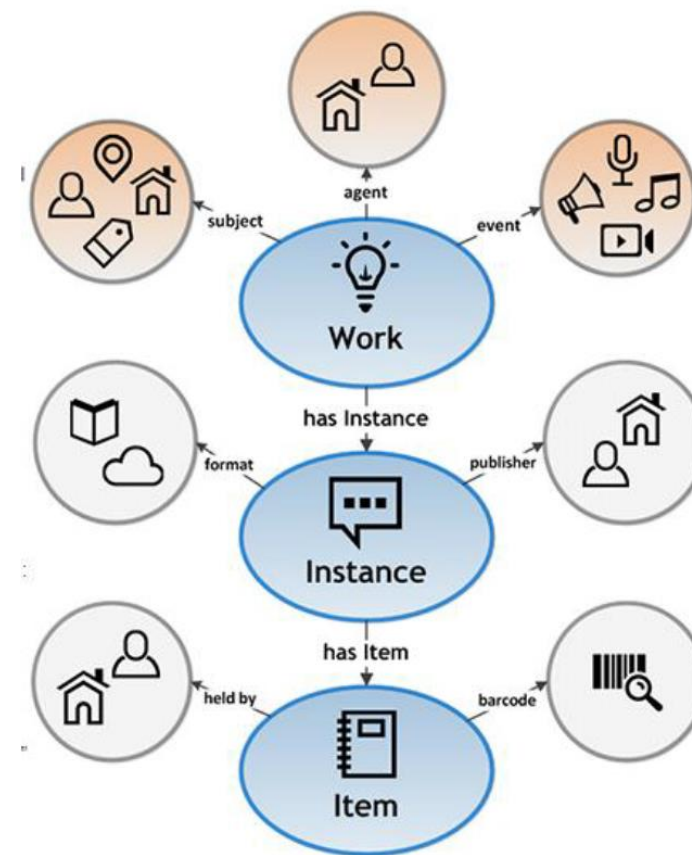 agent
subject
event
Work
has Instance
format
publisher
Instance
has Item
held by
barcode
Item